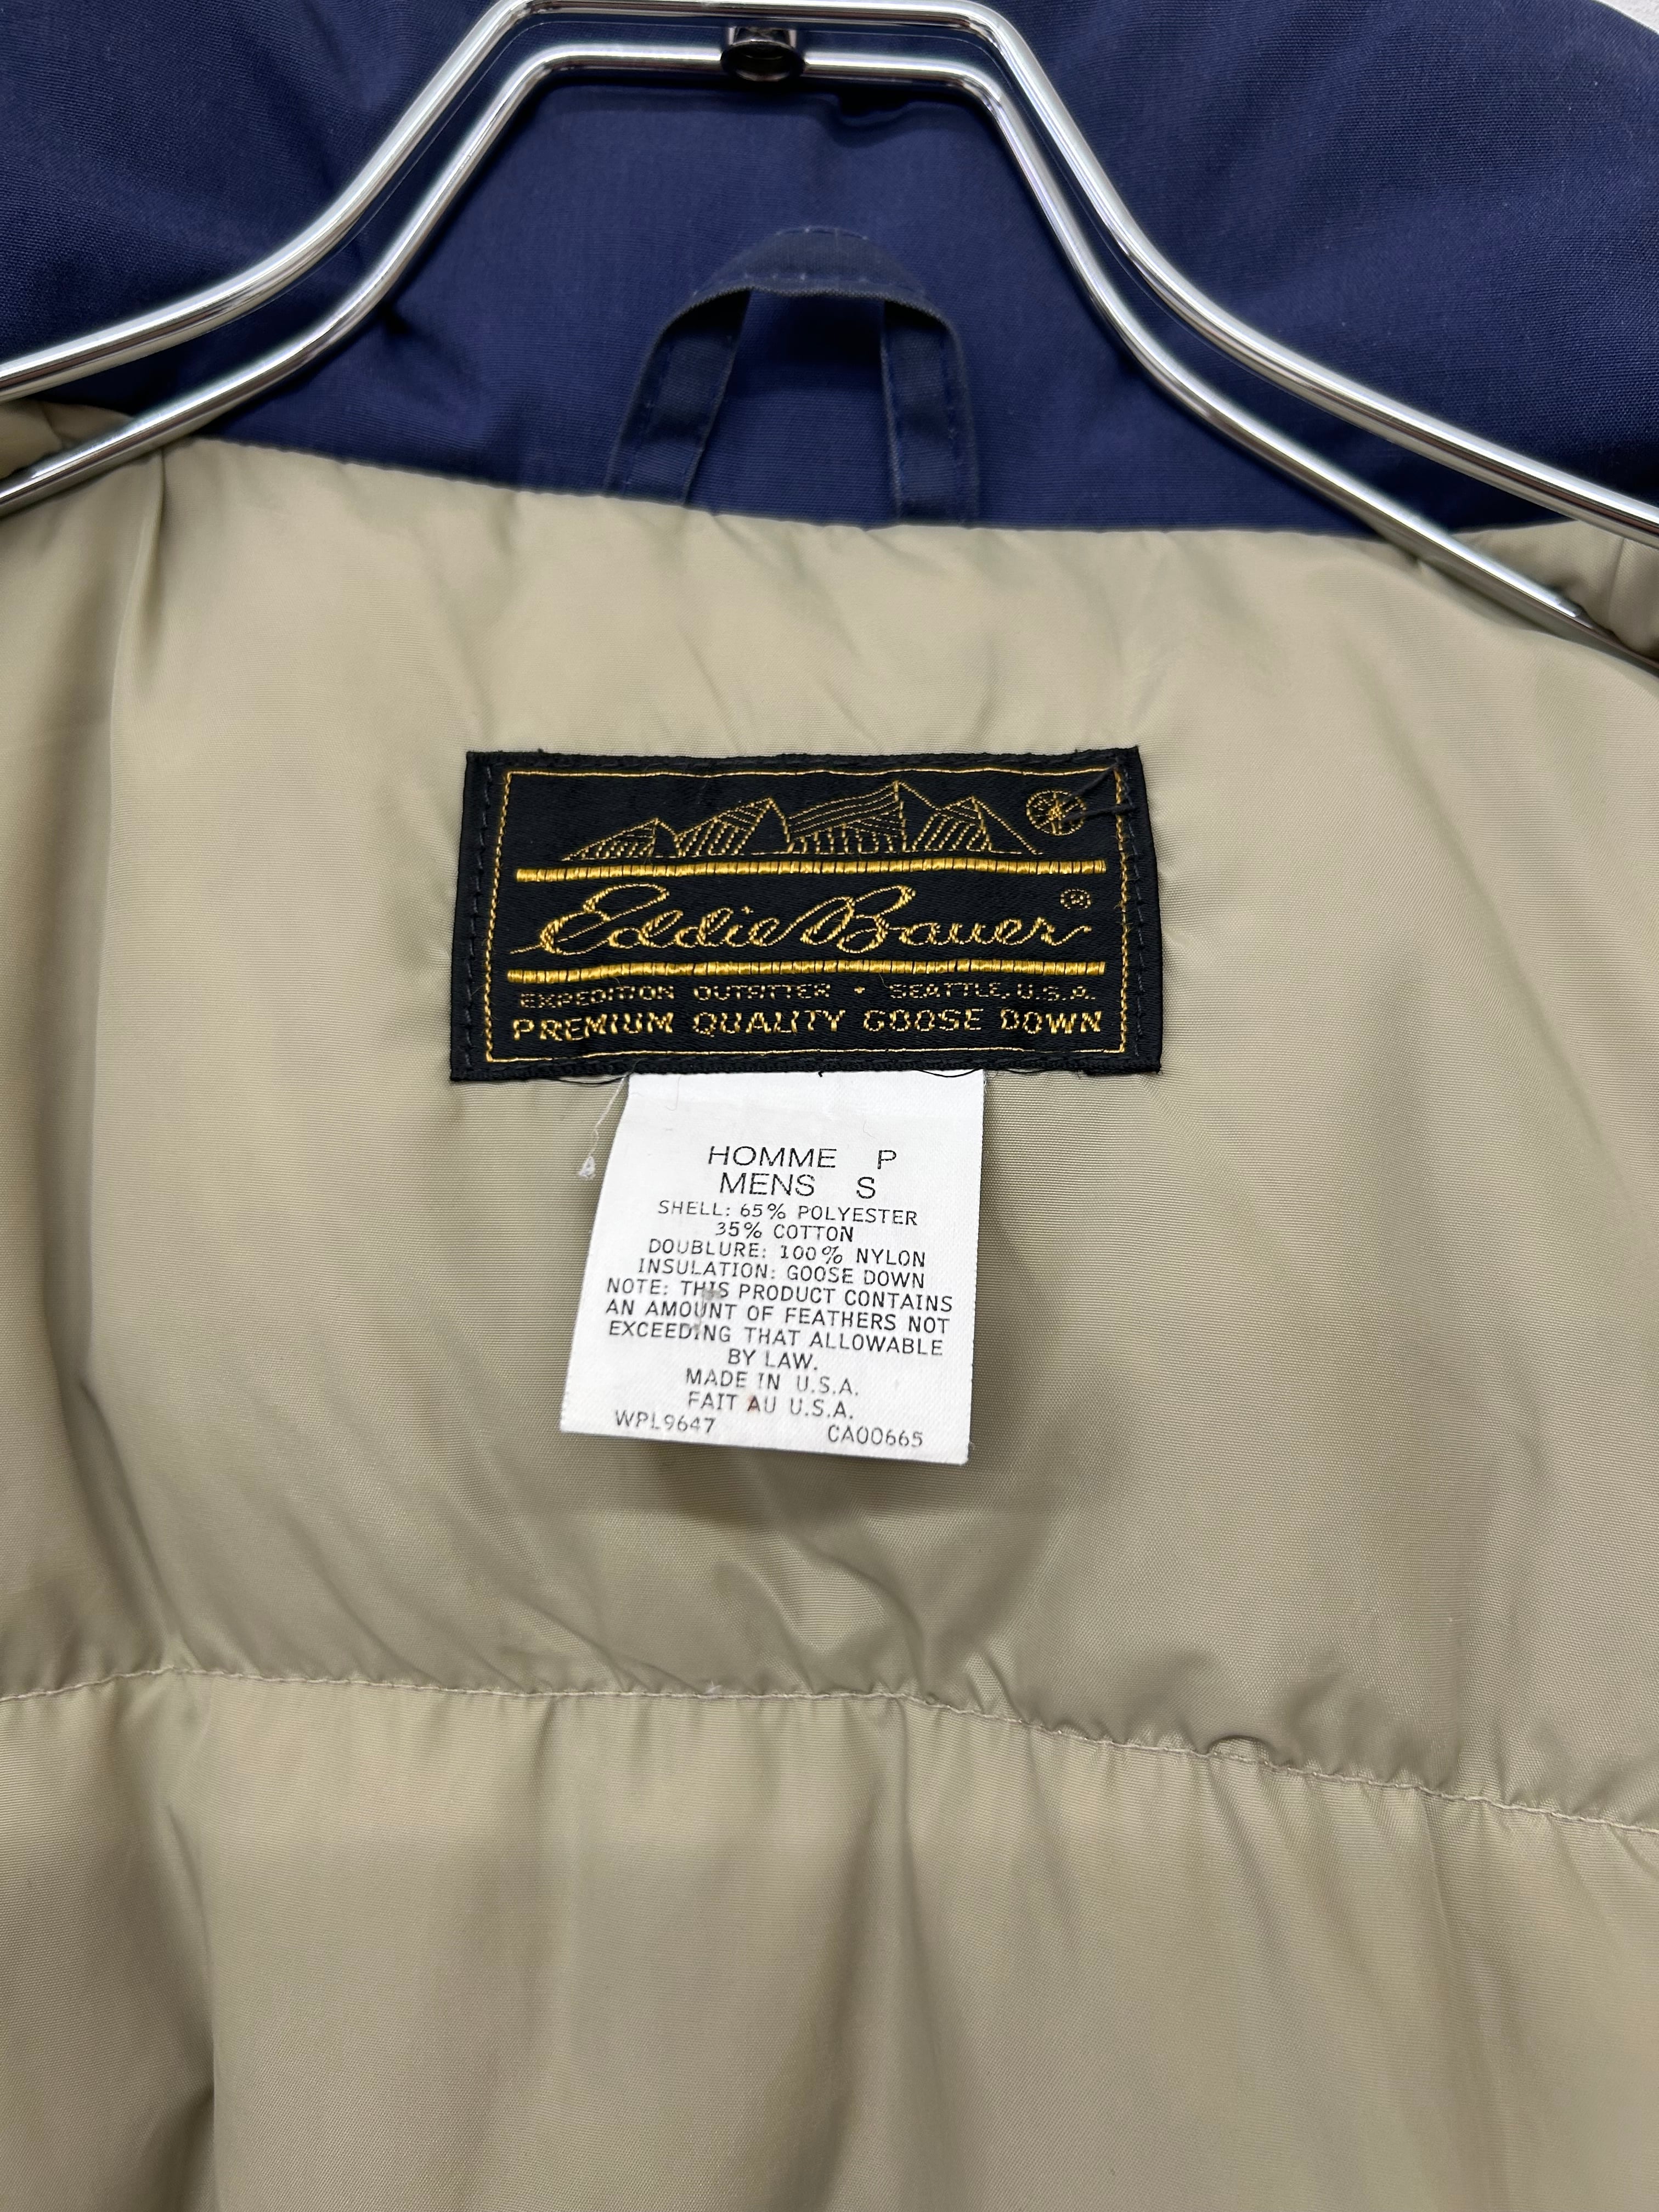 Eddie Bauer®
EXPEDITION OUTFITTER • SEATTLE, U.S.A.
PREMIUM QUALITY GOOSE DOWN
HOMME P
MENS S
SHELL: 65% POLYESTER
35% COTTON
DOUBLURE: 100% NYLON
INSULATION: GOOSE DOWN
NOTE: THIS PRODUCT CONTAINS
AN AMOUNT OF FEATHERS NOT
EXCEEDING THAT ALLOWABLE
BY LAW.
MADE IN U.S.A.
FAIT AU U.S.A.
WPL9647 CA00665